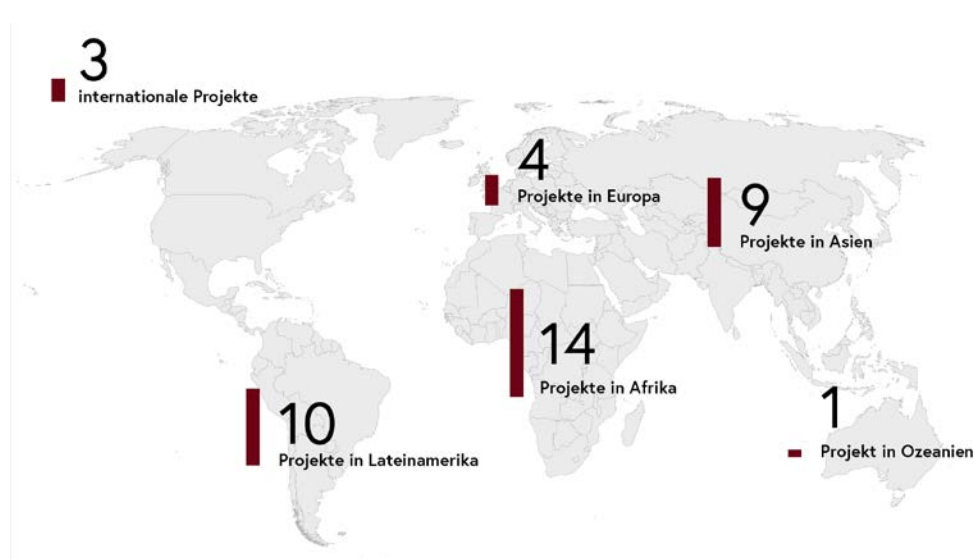 3
internationale Projekte
4
Projekte in Europa
9
Projekte in Asien
14
Projekte in Afrika
10
Projekte in Lateinamerika
1
Projekt in Ozeanien